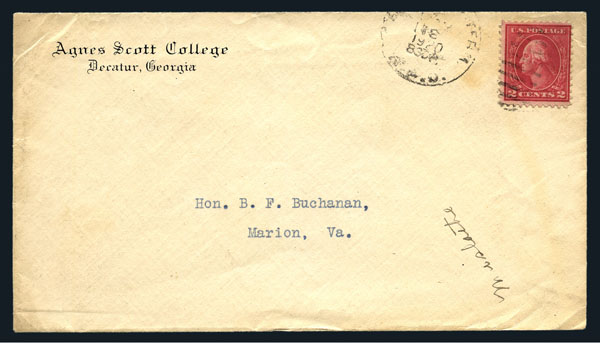 Agnes Scott College
Decatur, Georgia
U.S. POSTAGE
2 CENTS 2
Hon. B. F. Buchanan,
Marion, Va.